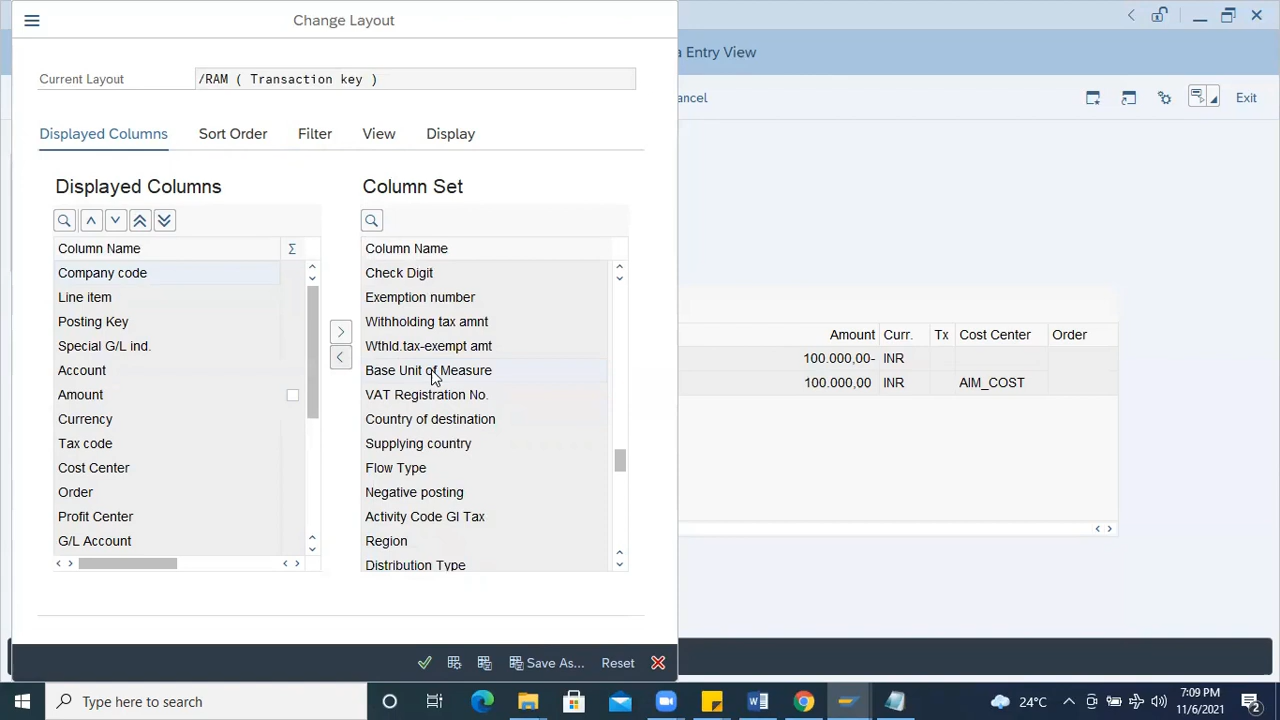 Change Layout
Current Layout /RAM ( Transaction key )
Displayed Columns Sort Order Filter View Display
Displayed Columns
Column Name Σ
Company code
Line item
Posting Key
Special G/L ind.
Account
Amount
Currency
Tax code
Cost Center
Order
Profit Center
G/L Account
Column Set
Column Name
Check Digit
Exemption number
Withholding tax amnt
Wthld.tax-exempt amt
Base Unit of Measure
VAT Registration No.
Country of destination
Supplying country
Flow Type
Negative posting
Activity Code GI Tax
Region
Distribution Type
Save As... Reset
a Entry View
ancel Exit
Amount Curr. Tx Cost Center Order
100.000,00- INR
100.000,00 INR AIM_COST
Type here to search
24°C
7:09 PM
11/6/2021
2